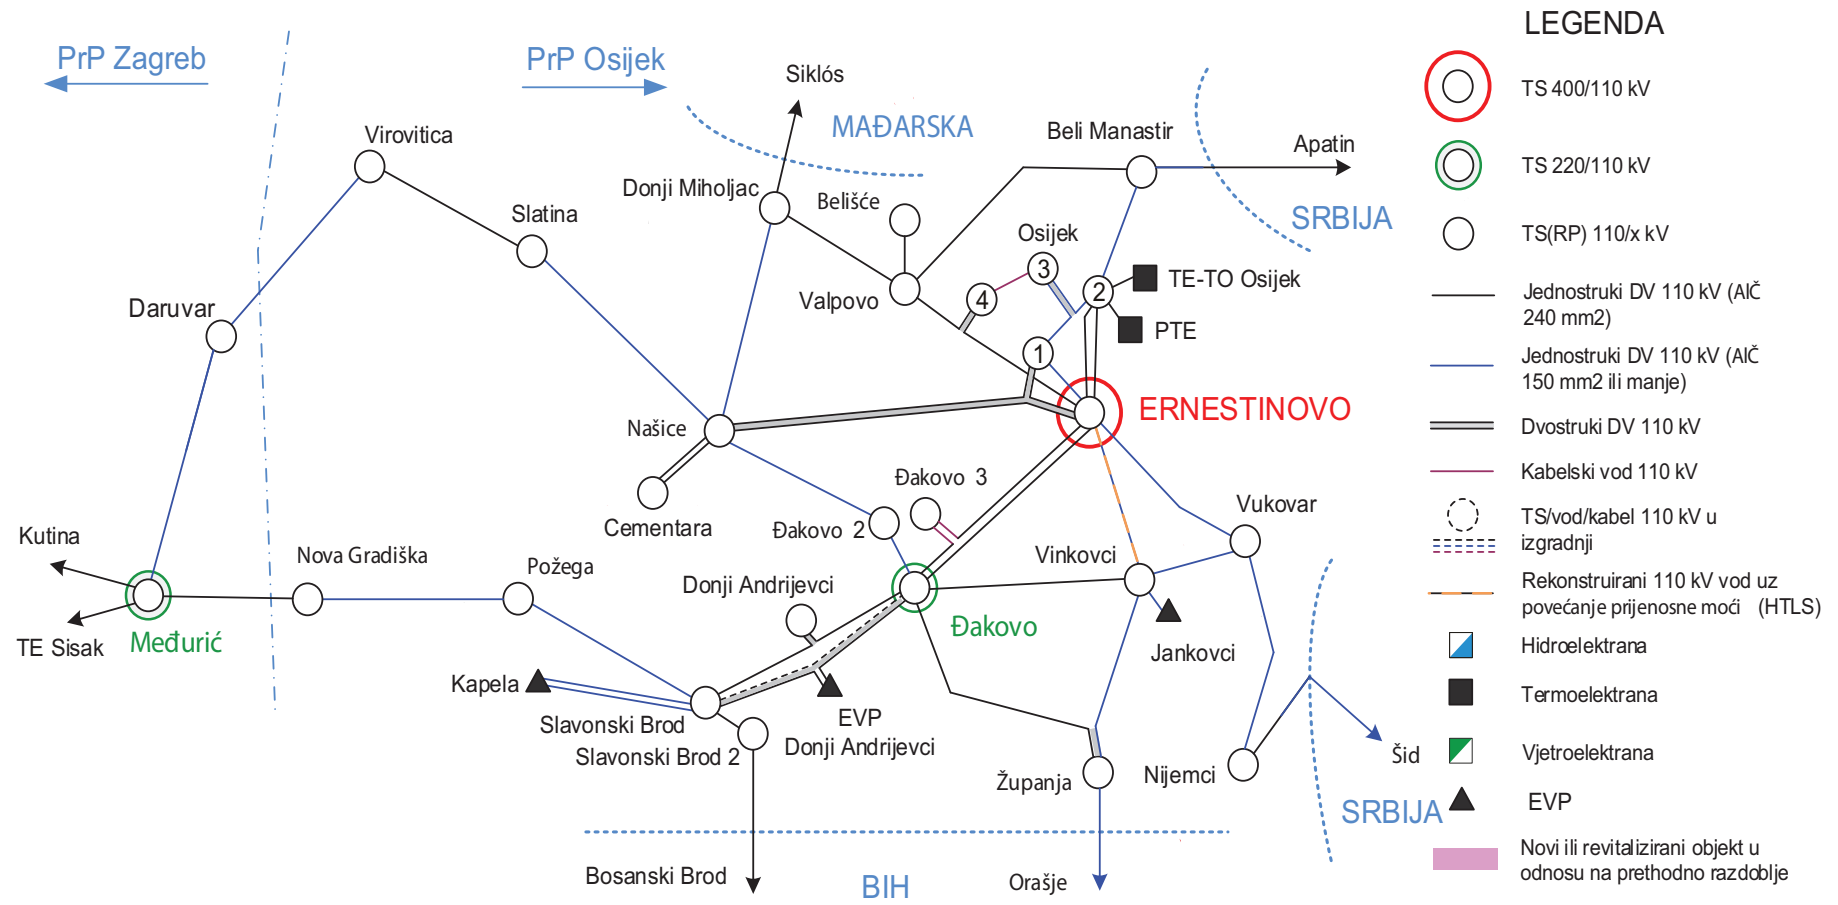 LEGENDA
PrP Zagreb
PrP Osijek
Siklós
MAĐARSKA
Virovitica
Beli Manastir
Apatin
Donji Miholjac
Belišće
Slatina
SRBIJA
Osijek
3
4
2
1
TE-TO Osijek
PTE
Valpovo
Daruvar
ERNESTINOVO
Našice
Đakovo 3
Cementara
Đakovo 2
Vukovar
Vinkovci
Kutina
Nova Gradiška
Požega
Donji Andrijevci
TE Sisak
Međurić
Đakovo
Jankovci
Kapela
Slavonski Brod
Slavonski Brod 2
EVP
Donji Andrijevci
Županja
Nijemci
Šid
SRBIJA
Bosanski Brod
BIH
Orašje
TS 400/110 kV
TS 220/110 kV
TS(RP) 110/x kV
Jednostruki DV 110 kV (AlČ
240 mm2)
Jednostruki DV 110 kV (AlČ
150 mm2 ili manje)
Dvostruki DV 110 kV
Kabelski vod 110 kV
TS/vod/kabel 110 kV u
izgradnji
Rekonstruirani 110 kV vod uz
povećanje prijenosne moći (HTLS)
Hidroelektrana
Termoelektrana
Vjetroelektrana
EVP
Novi ili revitalizirani objekt u
odnosu na prethodno razdoblje